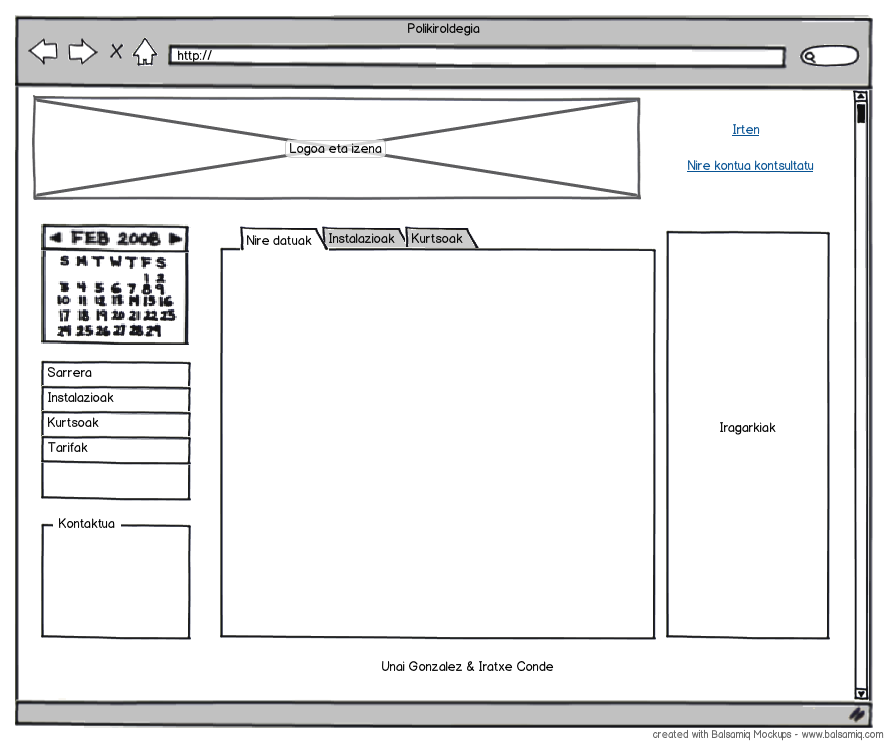 Polikiroldegia
http://
Logoa eta izena
Irten
Nire kontua kontsultatu
FEB 2008
S M T W T F S
1 2
3 4 5 6 7 8 9
10 11 12 13 14 15 16
17 18 19 20 21 22 23
24 25 26 27 28 29
Sarrera
Instalazioak
Kurtsoak
Tarifak
Kontaktua
Nire datuak Instalazioak Kurtsoak
Iragarkiak
Unai Gonzalez & Iratxe Conde
created with Balsamiq Mockups - www.balsamiq.com